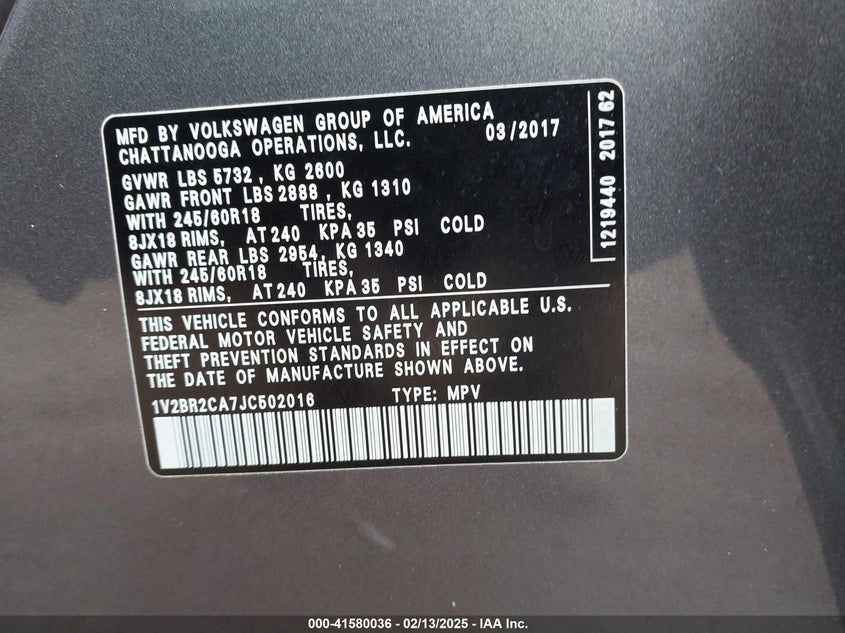 MFD BY VOLKSWAGEN GROUP OF AMERICA
CHATTANOOGA OPERATIONS, LLC. 03/2017
GVWR LBS 5732 , KG 2600
GAWR FRONT LBS 2888 , KG 1310
WITH 245/60R18 TIRES,
8JX18 RIMS, AT 240 KPA 35 PSI COLD
GAWR REAR LBS 2954, KG 1340
WITH 245/60R18 TIRES,
8JX18 RIMS, AT 240 KPA 35 PSI COLD
THIS VEHICLE CONFORMS TO ALL APPLICABLE U.S.
FEDERAL MOTOR VEHICLE SAFETY AND
THEFT PREVENTION STANDARDS IN EFFECT ON
THE DATE OF MANUFACTURE SHOWN ABOVE.
1V2BR2CA7JC502016 TYPE: MPV
1219440 2017 62
000-41580036 - 02/13/2025 - IAA Inc.